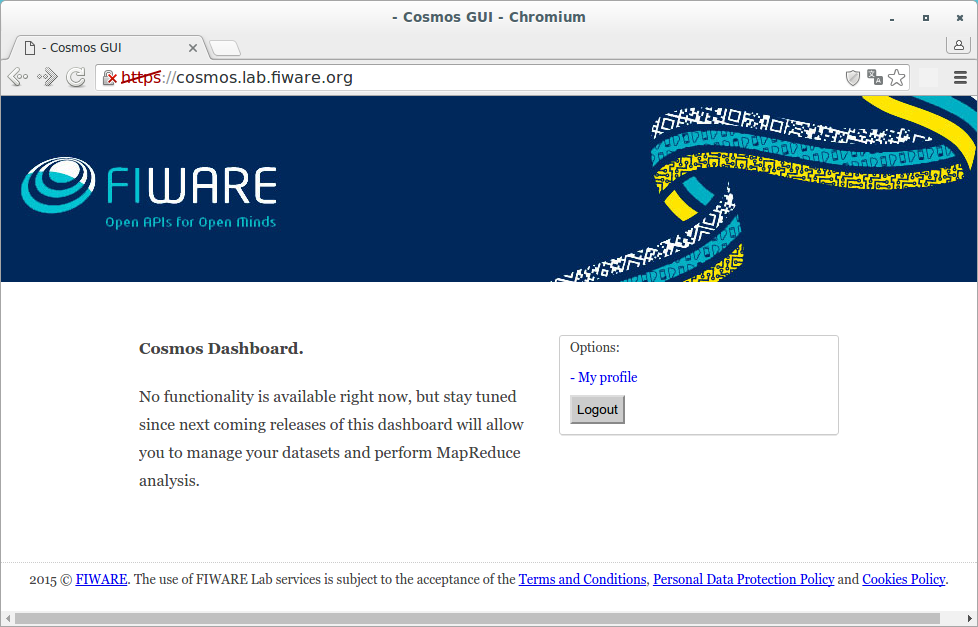 - Cosmos GUI - Chromium
- Cosmos GUI
https://cosmos.lab.fiware.org
FIWARE
Open APIs for Open Minds
Cosmos Dashboard.
No functionality is available right now, but stay tuned
since next coming releases of this dashboard will allow
you to manage your datasets and perform MapReduce
analysis.
Options:
- My profile
Logout
2015 © FIWARE. The use of FIWARE Lab services is subject to the acceptance of the Terms and Conditions, Personal Data Protection Policy and Cookies Policy.